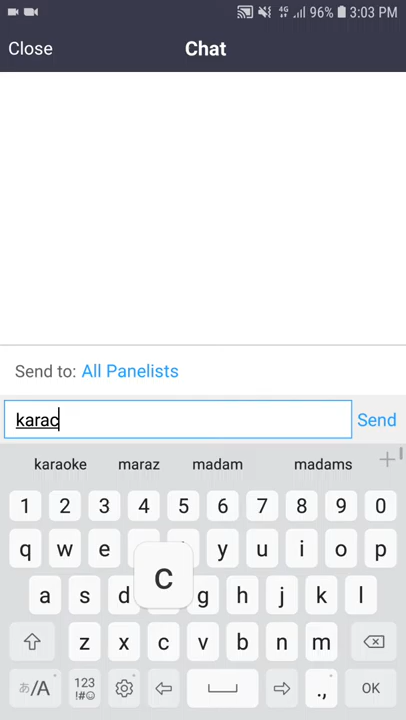 4G 96% 3:03 PM
Close Chat
Send to: All Panelists
karac Send
karaoke maraz madam madams +
1 2 3 4 5 6 7 8 9 0
q w e y u i o p
C
a s d g h j k l
z x c v b n m
あ/A 123 !#☺ ., OK